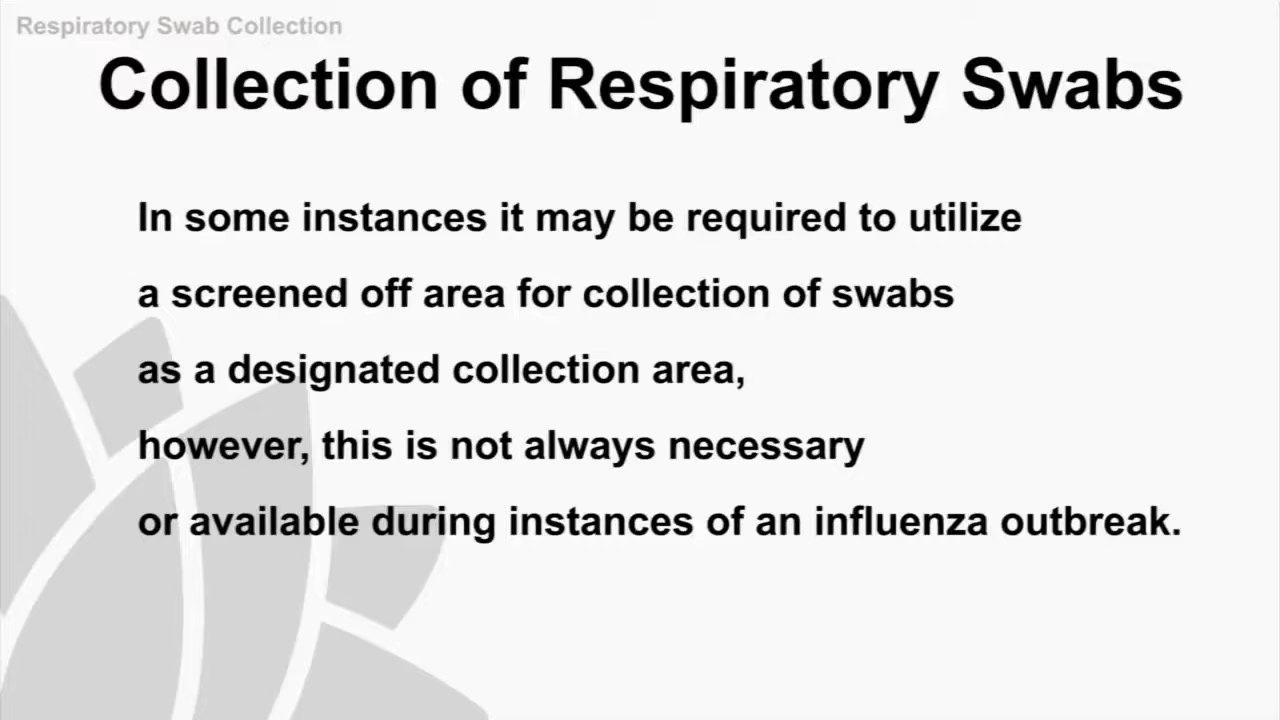 Respiratory Swab Collection
Collection of Respiratory Swabs
In some instances it may be required to utilize
a screened off area for collection of swabs
as a designated collection area,
however, this is not always necessary
or available during instances of an influenza outbreak.